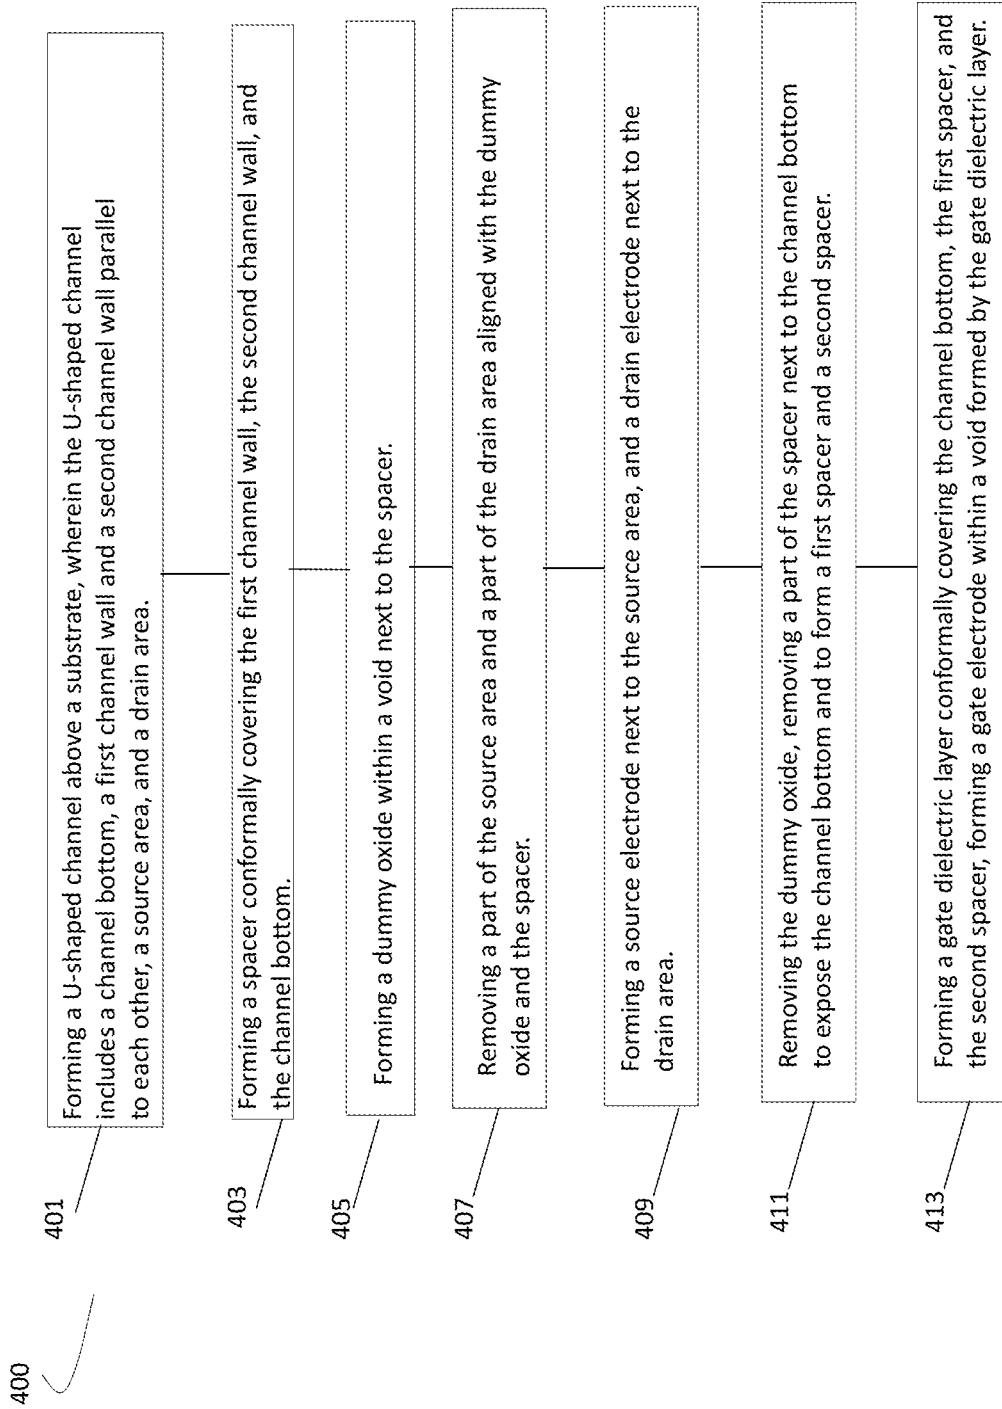 400
401
Forming a U-shaped channel above a substrate, wherein the U-shaped channel
includes a channel bottom, a first channel wall and a second channel wall parallel
to each other, a source area, and a drain area.
403
Forming a spacer conformally covering the first channel wall, the second channel wall, and
the channel bottom.
405
Forming a dummy oxide within a void next to the spacer.
407
Removing a part of the source area and a part of the drain area aligned with the dummy
oxide and the spacer.
409
Forming a source electrode next to the source area, and a drain electrode next to the
drain area.
411
Removing the dummy oxide, removing a part of the spacer next to the channel bottom
to expose the channel bottom and to form a first spacer and a second spacer.
413
Forming a gate dielectric layer conformally covering the channel bottom, the first spacer, and
the second spacer, forming a gate electrode within a void formed by the gate dielectric layer.